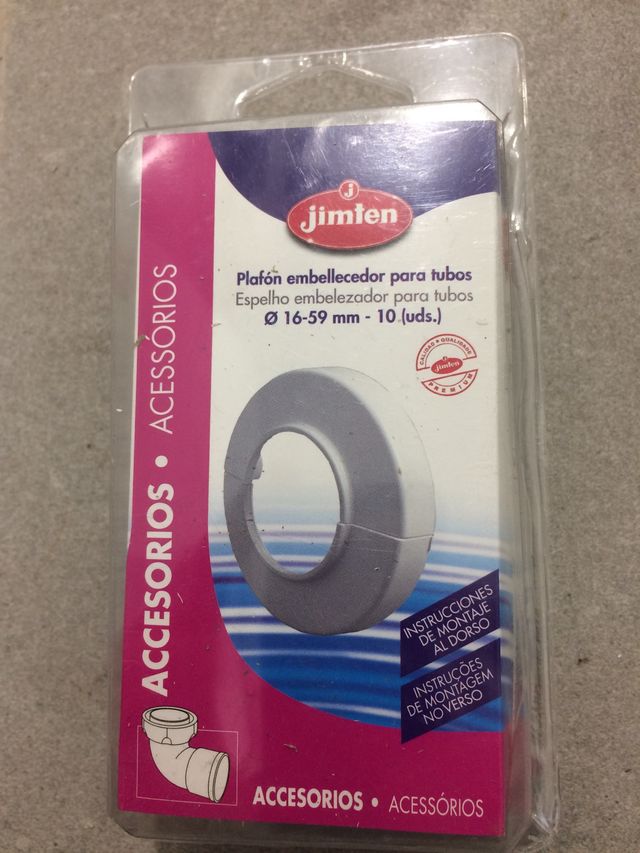 j
jimten
Plafón embellecedor para tubos
Espelho embelezador para tubos
Ø 16-59 mm - 10 (uds.)
CALIDAD • QUALIDADE
jimten
PREMIUM
ACCESORIOS • ACESSÓRIOS
INSTRUCCIONES
DE MONTAJE
AL DORSO
INSTRUÇÕES
DE MONTAGEM
NO VERSO
ACCESORIOS • ACESSÓRIOS